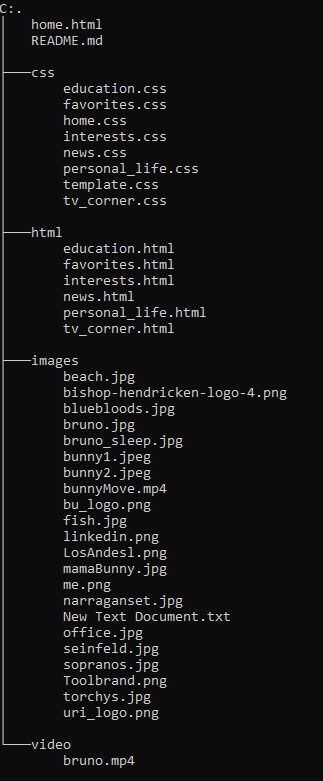 C:.
home.html
README.md
css
education.css
favorites.css
home.css
interests.css
news.css
personal_life.css
template.css
tv_corner.css
html
education.html
favorites.html
interests.html
news.html
personal_life.html
tv_corner.html
images
beach.jpg
bishop-hendricken-logo-4.png
bluebloods.jpg
bruno.jpg
bruno_sleep.jpg
bunny1.jpeg
bunny2.jpeg
bunnyMove.mp4
bu_logo.png
fish.jpg
linkedin.png
LosAndesl.png
mamaBunny.jpg
me.png
narraganset.jpg
New Text Document.txt
office.jpg
seinfeld.jpg
sopranos.jpg
Toolbrand.png
torchys.jpg
uri_logo.png
video
bruno.mp4